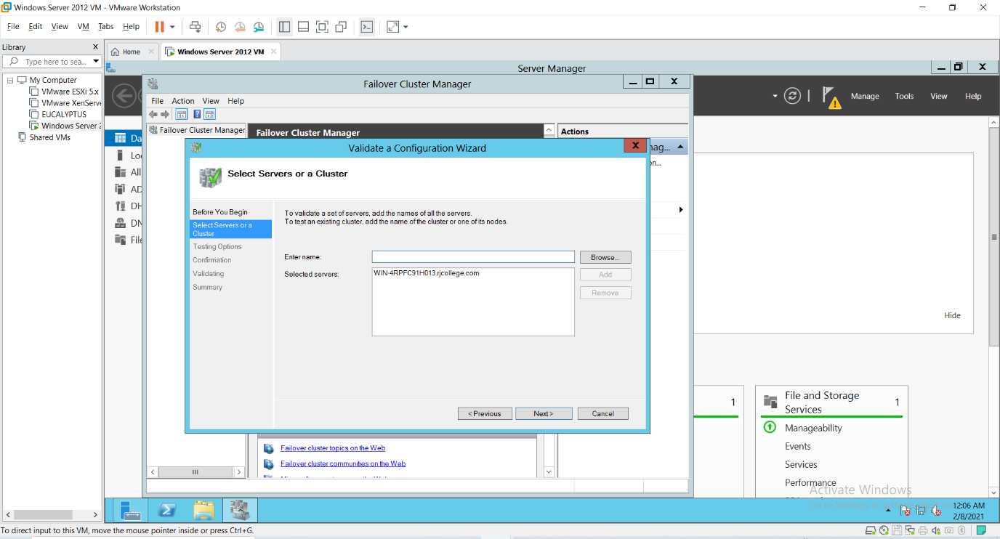 Windows Server 2012 VM - VMware Workstation
File Edit View VM Tabs Help
Library
Home
Windows Server 2012 VM
Type here to sea...
Server Manager
My Computer
VMware ESXi 5.x
VMware XenServe
EUCALYPTUS
Windows Server 2
Shared VMs
Failover Cluster Manager
File Action View Help
Manage Tools View Help
Failover Cluster Manager
Failover Cluster Manager
Actions
Da
Lo
All
AD
DH
DN
File
Validate a Configuration Wizard
nag...
on...
Select Servers or a Cluster
Before You Begin
Select Servers or a
Cluster
Testing Options
Confirmation
Validating
Summary
To validate a set of servers, add the names of all the servers.
To test an existing cluster, add the name of the cluster or one of its nodes.
Enter name:
Browse...
Selected servers:
WIN-4RPFC91H013.rjcollege.com
Add
Remove
< Previous
Next >
Cancel
Hide
1
File and Storage
Services
1
Manageability
Events
Services
Performance
Failover cluster topics on the Web
Failover cluster communities on the Web
Activate Windows
12:06 AM
2/8/2021
To direct input to this VM, move the mouse pointer inside or press Ctrl+G.